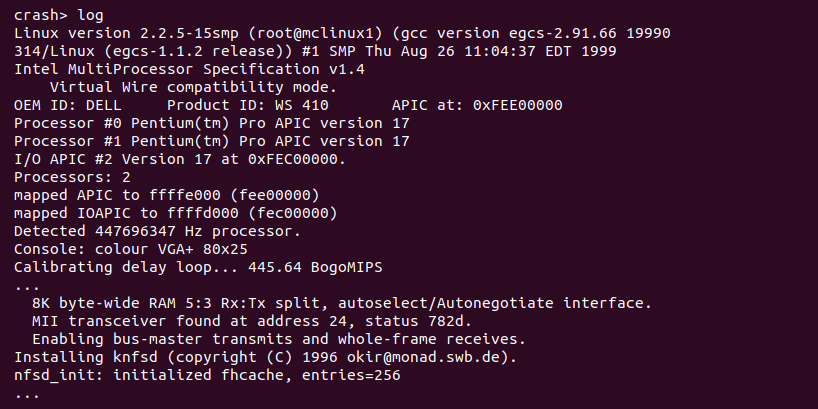 crash> log
Linux version 2.2.5-15smp (root@mclinux1) (gcc version egcs-2.91.66 19990
314/Linux (egcs-1.1.2 release)) #1 SMP Thu Aug 26 11:04:37 EDT 1999
Intel MultiProcessor Specification v1.4
    Virtual Wire compatibility mode.
OEM ID: DELL     Product ID: WS 410       APIC at: 0xFEE00000
Processor #0 Pentium(tm) Pro APIC version 17
Processor #1 Pentium(tm) Pro APIC version 17
I/O APIC #2 Version 17 at 0xFEC00000.
Processors: 2
mapped APIC to ffffe000 (fee00000)
mapped IOAPIC to ffffd000 (fec00000)
Detected 447696347 Hz processor.
Console: colour VGA+ 80x25
Calibrating delay loop... 445.64 BogoMIPS
...
  8K byte-wide RAM 5:3 Rx:Tx split, autoselect/Autonegotiate interface.
  MII transceiver found at address 24, status 782d.
  Enabling bus-master transmits and whole-frame receives.
Installing knfsd (copyright (C) 1996 okir@monad.swb.de).
nfsd_init: initialized fhcache, entries=256
...